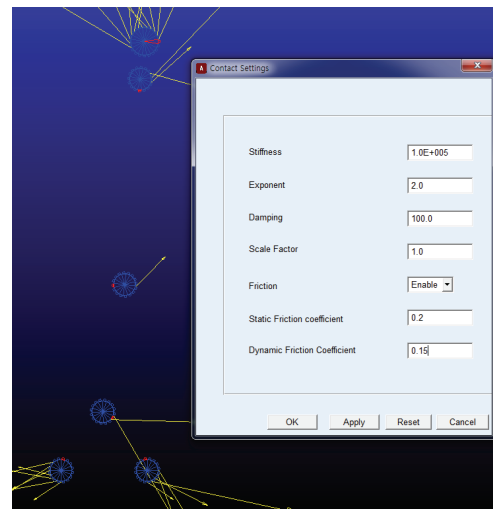 A Contact Settings
x
Stiffness 1.0E+005
Exponent 2.0
Damping 100.0
Scale Factor 1.0
Friction Enable
Static Friction coefficient 0.2
Dynamic Friction Coefficient 0.15
OK Apply Reset Cancel